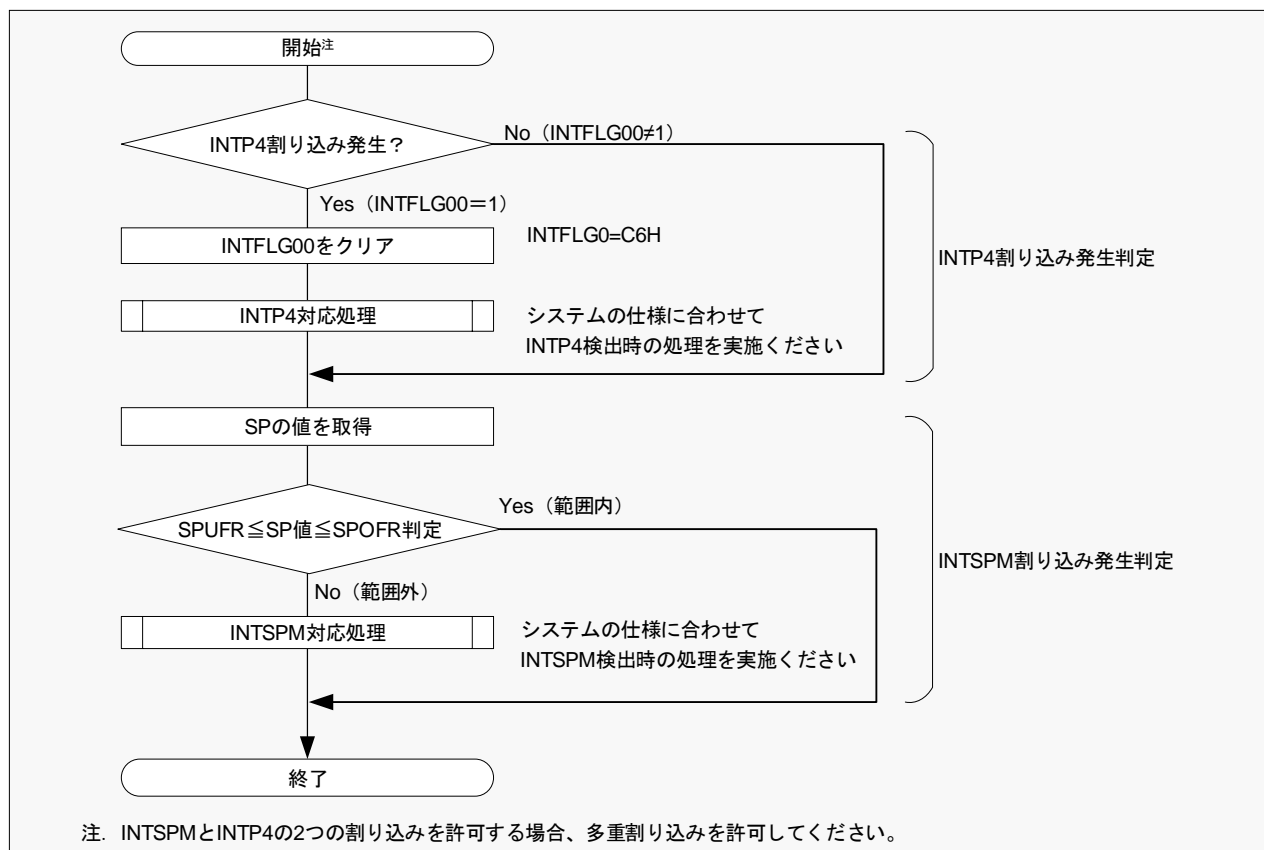 開始注
INTP4割り込み発生？
No（INTFLG00≠1）
Yes（INTFLG00＝1）
INTFLG00をクリア
INTFLG0=C6H
INTP4割り込み発生判定
INTP4対応処理
システムの仕様に合わせて
INTP4検出時の処理を実施ください
SPの値を取得
SPUFR≦SP値≦SPOFR判定
Yes（範囲内）
INTSPM割り込み発生判定
No（範囲外）
INTSPM対応処理
システムの仕様に合わせて
INTSPM検出時の処理を実施ください
終了
注. INTSPMとINTP4の2つの割り込みを許可する場合、多重割り込みを許可してください。